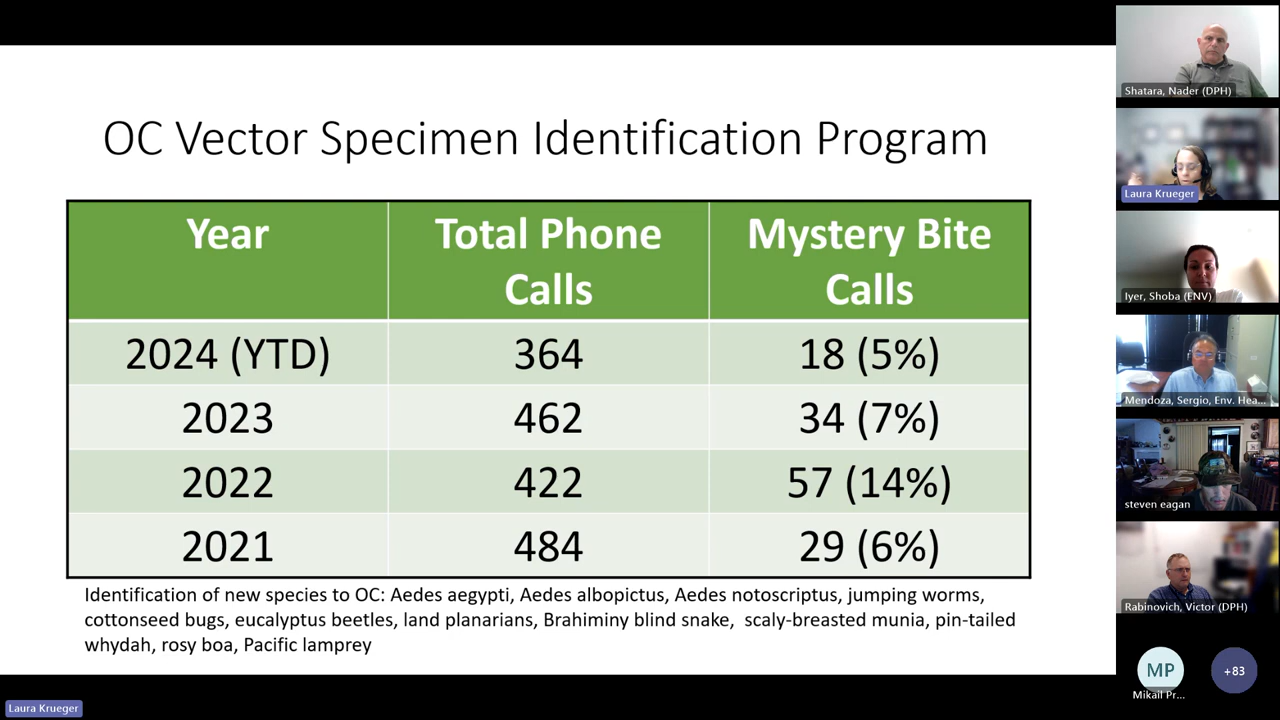 OC Vector Specimen Identification Program
Year
Total Phone
Calls
Mystery Bite
Calls
2024 (YTD)
364
18 (5%)
2023
462
34 (7%)
2022
422
57 (14%)
2021
484
29 (6%)
Identification of new species to OC: Aedes aegypti, Aedes albopictus, Aedes notoscriptus, jumping worms,
cottonseed bugs, eucalyptus beetles, land planarians, Brahiminy blind snake, scaly-breasted munia, pin-tailed
whydah, rosy boa, Pacific lamprey
Shatara, Nader (DPH)
Laura Krueger
Iyer, Shoba (ENV)
Mendoza, Sergio, Env. Hea...
steven eagan
Rabinovich, Victor (DPH)
MP
Mikail Pr...
+83
Laura Krueger